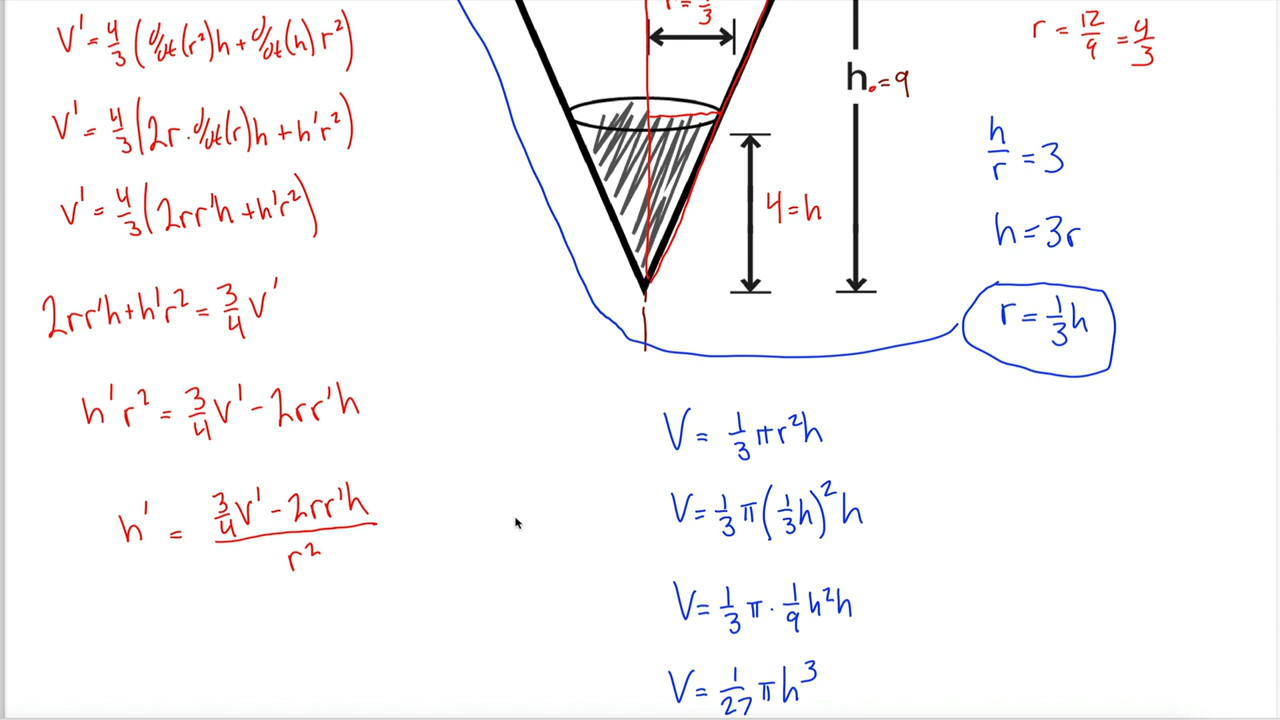 V' = 4/3 (d/dt(r²)h + d/dt(h) r²)
V' = 4/3 (2r · d/dt(r)h + h'r²)
V' = 4/3 (2rr'h + h'r²)
2rr'h + h'r² = 3/4 V'
h'r² = 3/4 V' - 2rr'h
h' = (3/4 V' - 2rr'h) / r²
h₀ = 9
4 = h
r = 12/9 = 4/3
h/r = 3
h = 3r
r = 1/3 h
V = 1/3 πr²h
V = 1/3 π (1/3 h)² h
V = 1/3 π · 1/9 h²h
V = 1/27 πh³